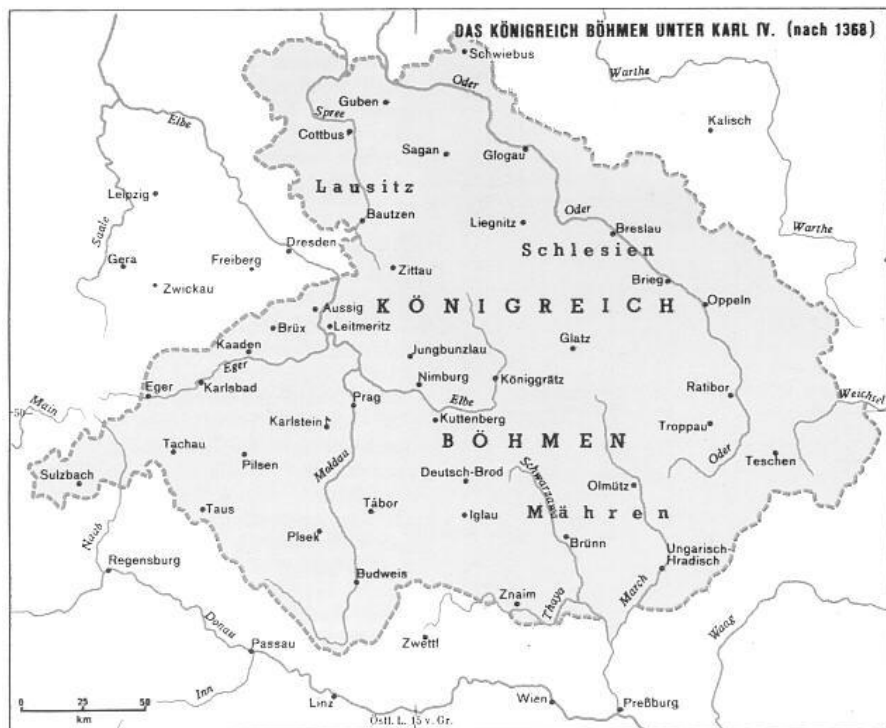 DAS KÖNIGREICH BÖHMEN UNTER KARL IV. (nach 1368)
Schwiebus
Warthe
Oder
Guben
Spree
Kalisch
Elbe
Cottbus
Sagan
Glogau
Leipzig
Lausitz
Bautzen
Liegnitz
Oder
Breslau
Warthe
Saale
Dresden
Schlesien
Gera
Freiberg
Zittau
Brieg
Zwickau
Oppeln
Aussig
KÖNIGREICH
Brüx
Leitmeritz
Kaaden
Glatz
Jungbunzlau
Eger
Nimburg
Königgrätz
Eger
Karlsbad
Prag
Elbe
Ratibor
Weichsel
Main
50
Karlstein
Kuttenberg
Troppau
BÖHMEN
Tachau
Pilsen
Moldau
Oder
Teschen
Sulzbach
Deutsch-Brod
Schwarzawa
Olmütz
Taus
Tábor
Iglau
Mähren
Naab
Plsek
Brünn
Ungarisch-
Hradisch
Regensburg
Budweis
Znaim
Thaya
March
Donau
Zwettl
Waag
Passau
Inn
0 25 50
km
Linz
Wien
Preßburg
Östl. L. 15 v. Gr.